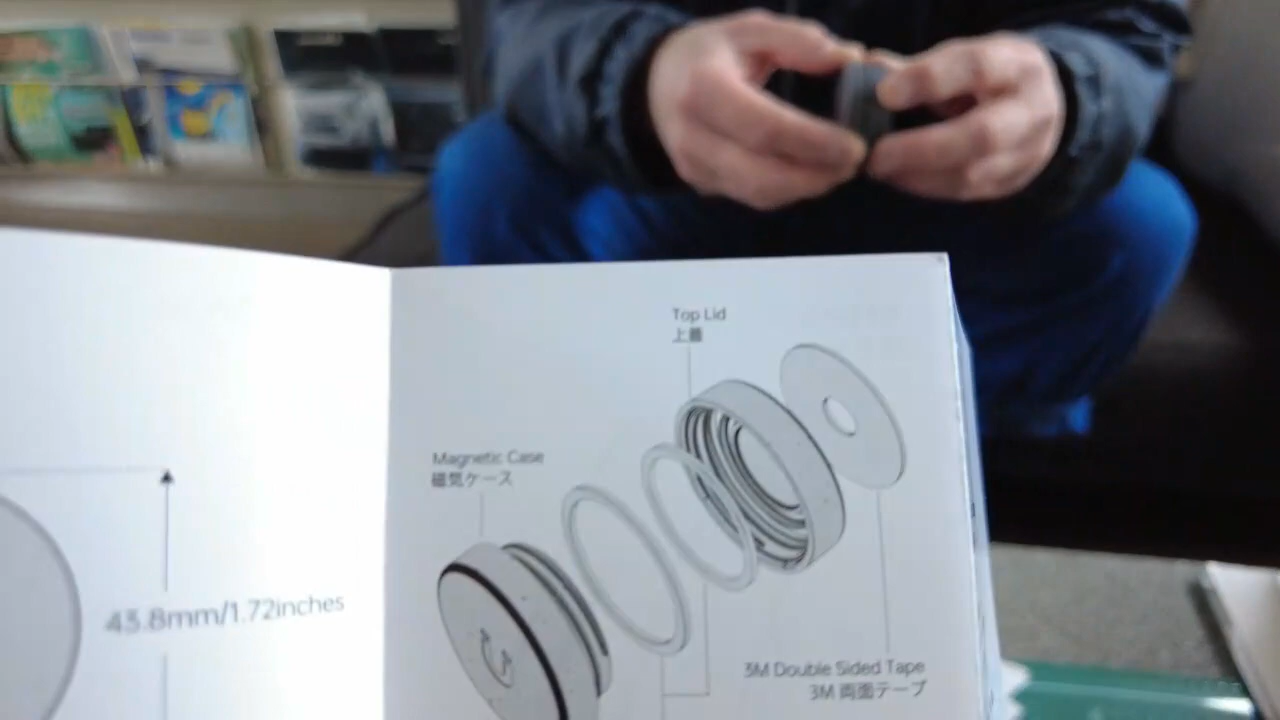 Top Lid
上蓋
Magnetic Case
磁気ケース
43.8mm/1.72inches
3M Double Sided Tape
3M 両面テープ